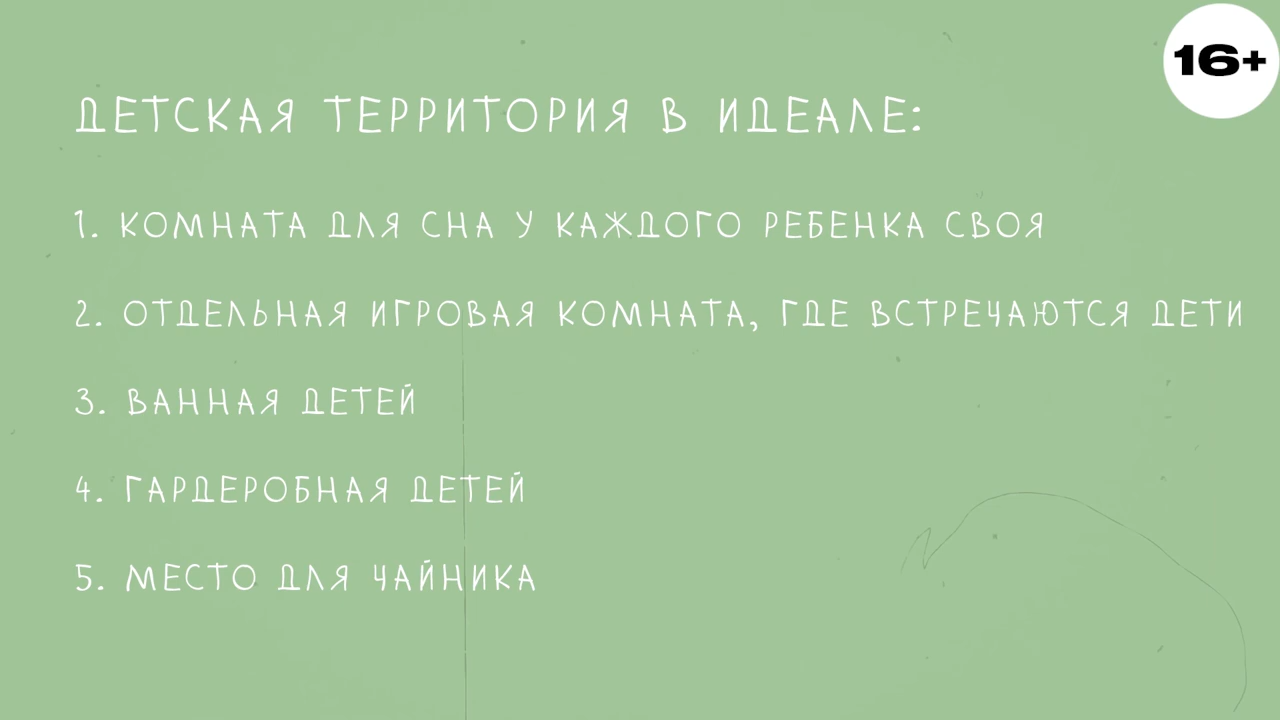 16+
ДЕТСКАЯ ТЕРРИТОРИЯ В ИДЕАЛЕ:
1. КОМНАТА ДЛЯ СНА У КАЖДОГО РЕБЕНКА СВОЯ
2. ОТДЕЛЬНАЯ ИГРОВАЯ КОМНАТА, ГДЕ ВСТРЕЧАЮТСЯ ДЕТИ
3. ВАННАЯ ДЕТЕЙ
4. ГАРДЕРОБНАЯ ДЕТЕЙ
5. МЕСТО ДЛЯ ЧАЙНИКА